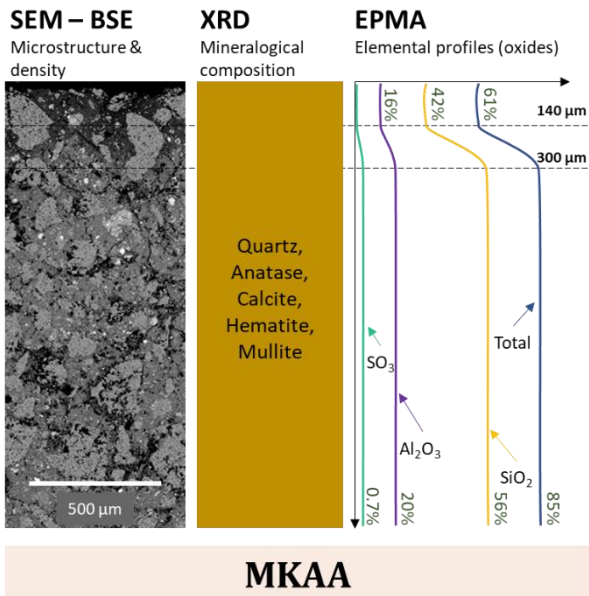 SEM – BSE
Microstructure &
density
XRD
Mineralogical
composition
EPMA
Elemental profiles (oxides)
16%
42%
61%
140 µm
300 µm
Quartz,
Anatase,
Calcite,
Hematite,
Mullite
Total
SO₃
Al₂O₃
SiO₂
500 µm
0.7%
20%
56%
85%
MKAA